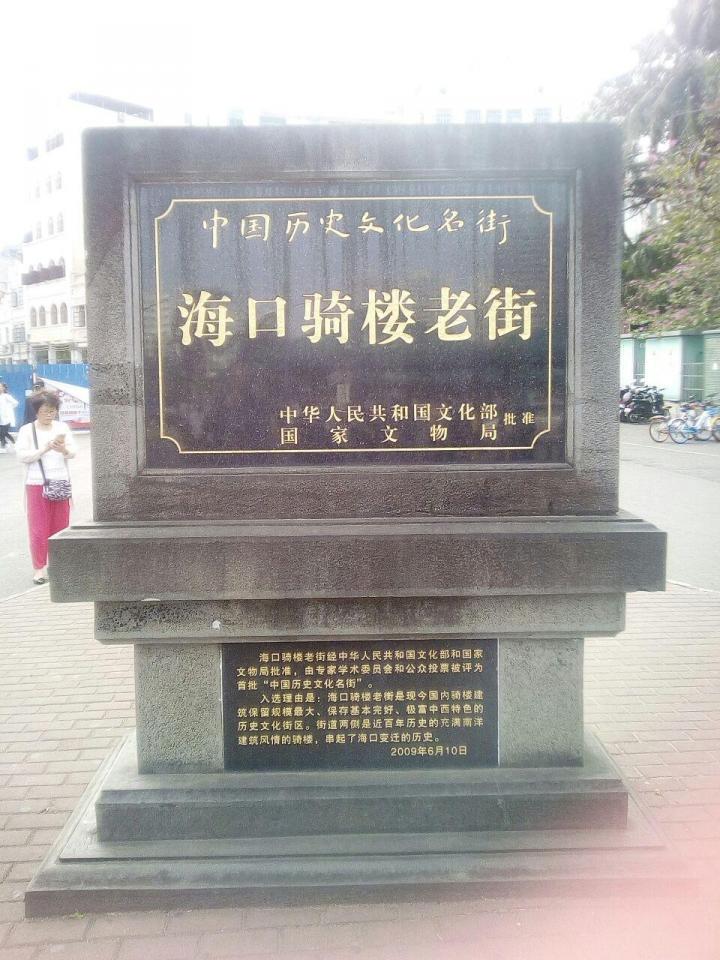 中国历史文化名街
海口骑楼老街
中华人民共和国文化部 批准
国家文物局
海口骑楼老街经中华人民共和国文化部和国家
文物局批准，由专家学术委员会和公众投票被评为
首批“中国历史文化名街”。
入选理由是：海口骑楼老街是现今国内骑楼建
筑保留规模最大、保存基本完好、极富中西特色的
历史文化街区。街道两侧是近百年历史的充满南洋
建筑风情的骑楼，串起了海口变迁的历史。
2009年6月10日